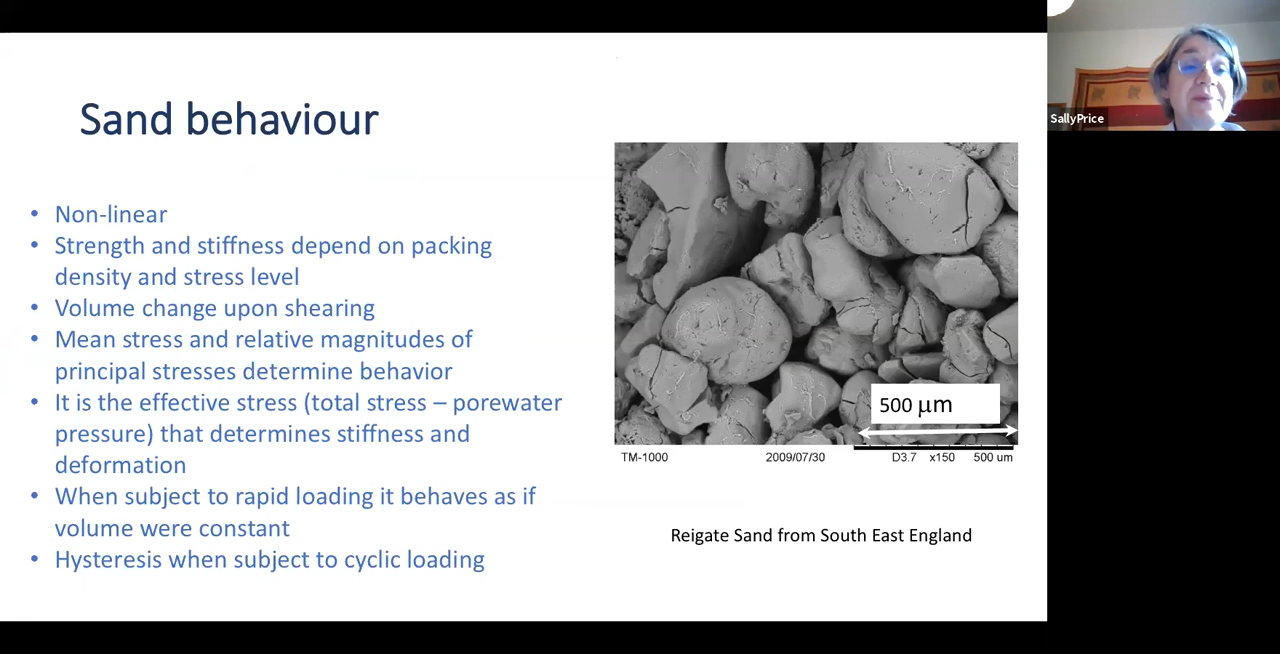 Sand behaviour
• Non-linear
• Strength and stiffness depend on packing
density and stress level
• Volume change upon shearing
• Mean stress and relative magnitudes of
principal stresses determine behavior
• It is the effective stress (total stress – porewater
pressure) that determines stiffness and
deformation
• When subject to rapid loading it behaves as if
volume were constant
• Hysteresis when subject to cyclic loading
500 μm
TM-1000 2009/07/30 D3.7 x150 500 um
Reigate Sand from South East England
SallyPrice